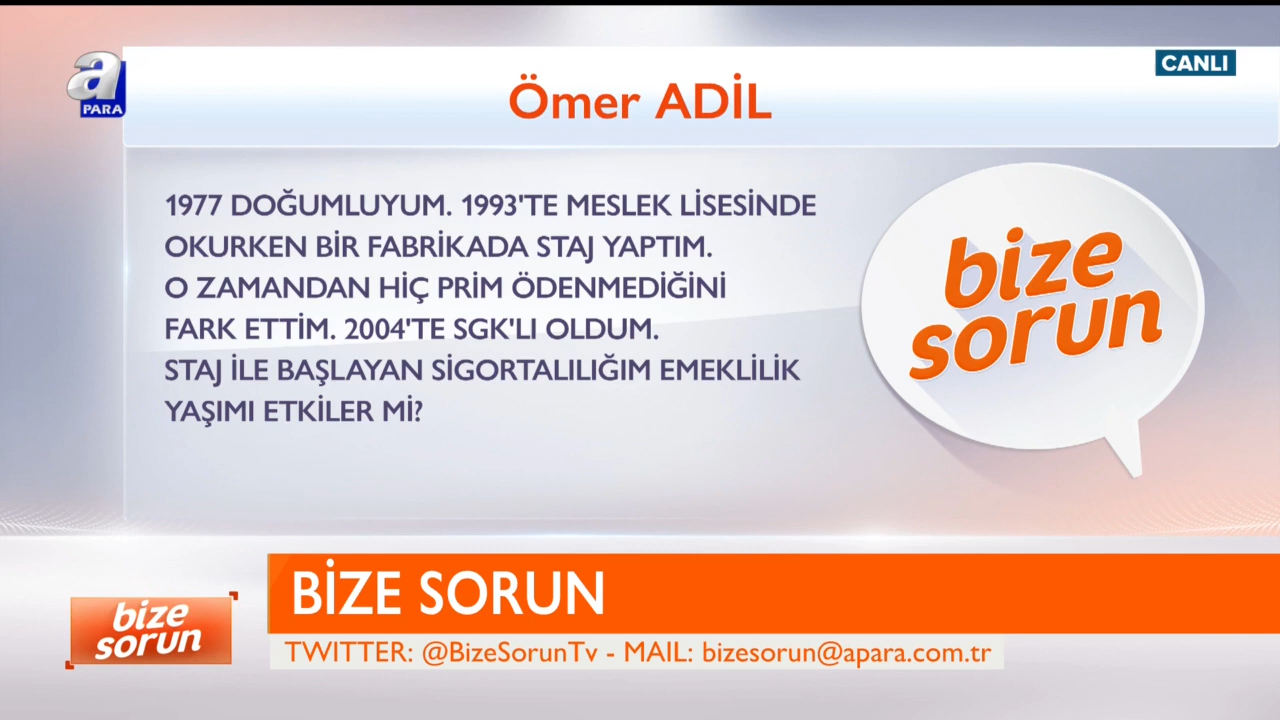 a
PARA
CANLI
Ömer ADİL
1977 DOĞUMLUYUM. 1993'TE MESLEK LİSESİNDE
OKURKEN BİR FABRİKADA STAJ YAPTIM.
O ZAMANDAN HİÇ PRİM ÖDENMEDİĞİNİ
FARK ETTİM. 2004'TE SGK'LI OLDUM.
STAJ İLE BAŞLAYAN SİGORTALILIĞIM EMEKLİLİK
YAŞIMI ETKİLER Mİ?
bize
sorun
BİZE SORUN
bize
sorun
TWITTER: @BizeSorunTv - MAIL: bizesorun@apara.com.tr